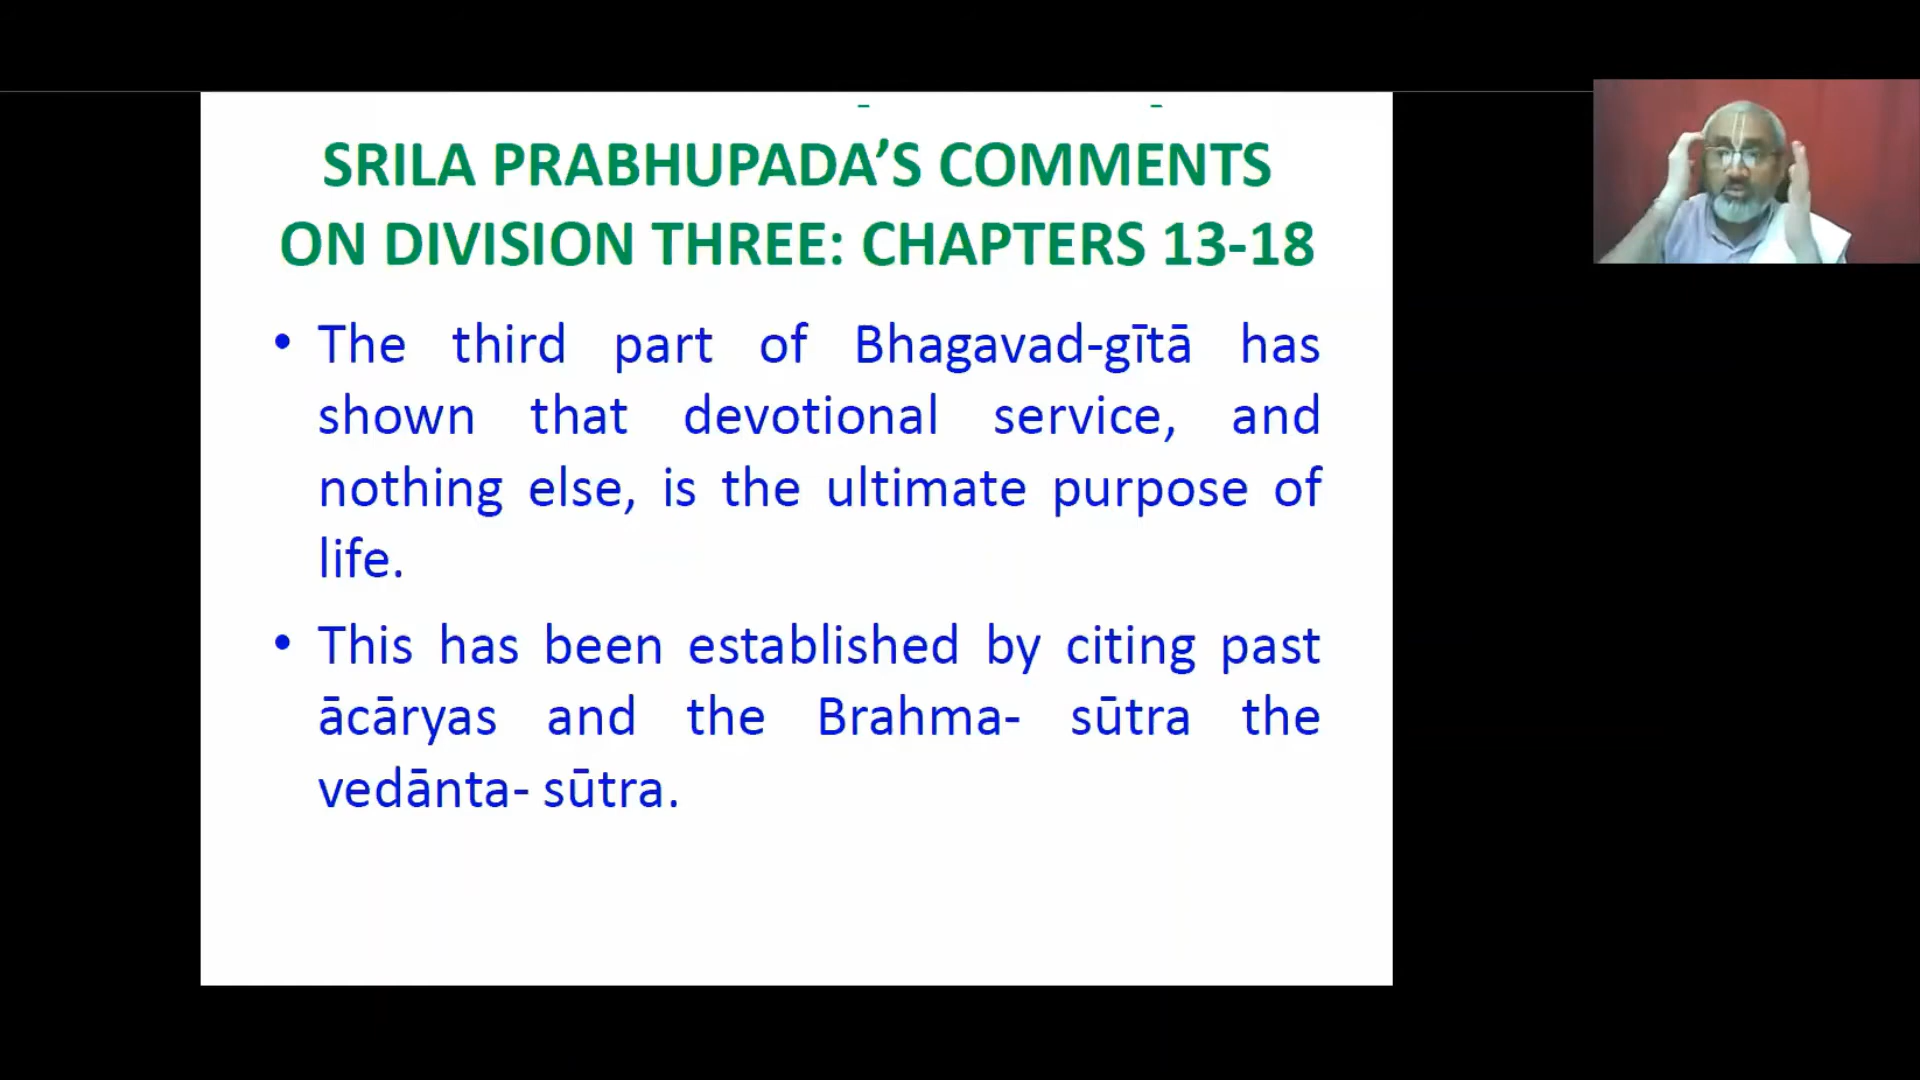 SRILA PRABHUPADA’S COMMENTS
ON DIVISION THREE: CHAPTERS 13-18
• The third part of Bhagavad-gītā has
shown that devotional service, and
nothing else, is the ultimate purpose of
life.
• This has been established by citing past
ācāryas and the Brahma- sūtra the
vedānta- sūtra.